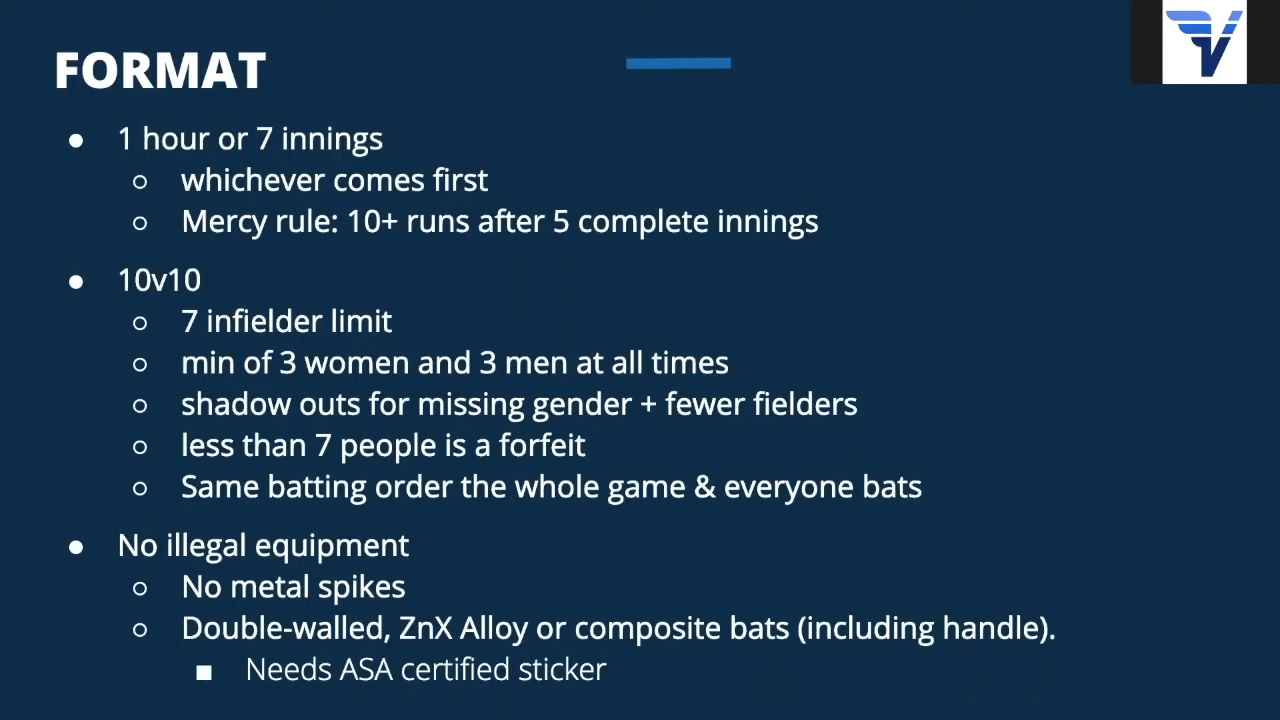 FORMAT
● 1 hour or 7 innings
○ whichever comes first
○ Mercy rule: 10+ runs after 5 complete innings
● 10v10
○ 7 infielder limit
○ min of 3 women and 3 men at all times
○ shadow outs for missing gender + fewer fielders
○ less than 7 people is a forfeit
○ Same batting order the whole game & everyone bats
● No illegal equipment
○ No metal spikes
○ Double-walled, ZnX Alloy or composite bats (including handle).
■ Needs ASA certified sticker